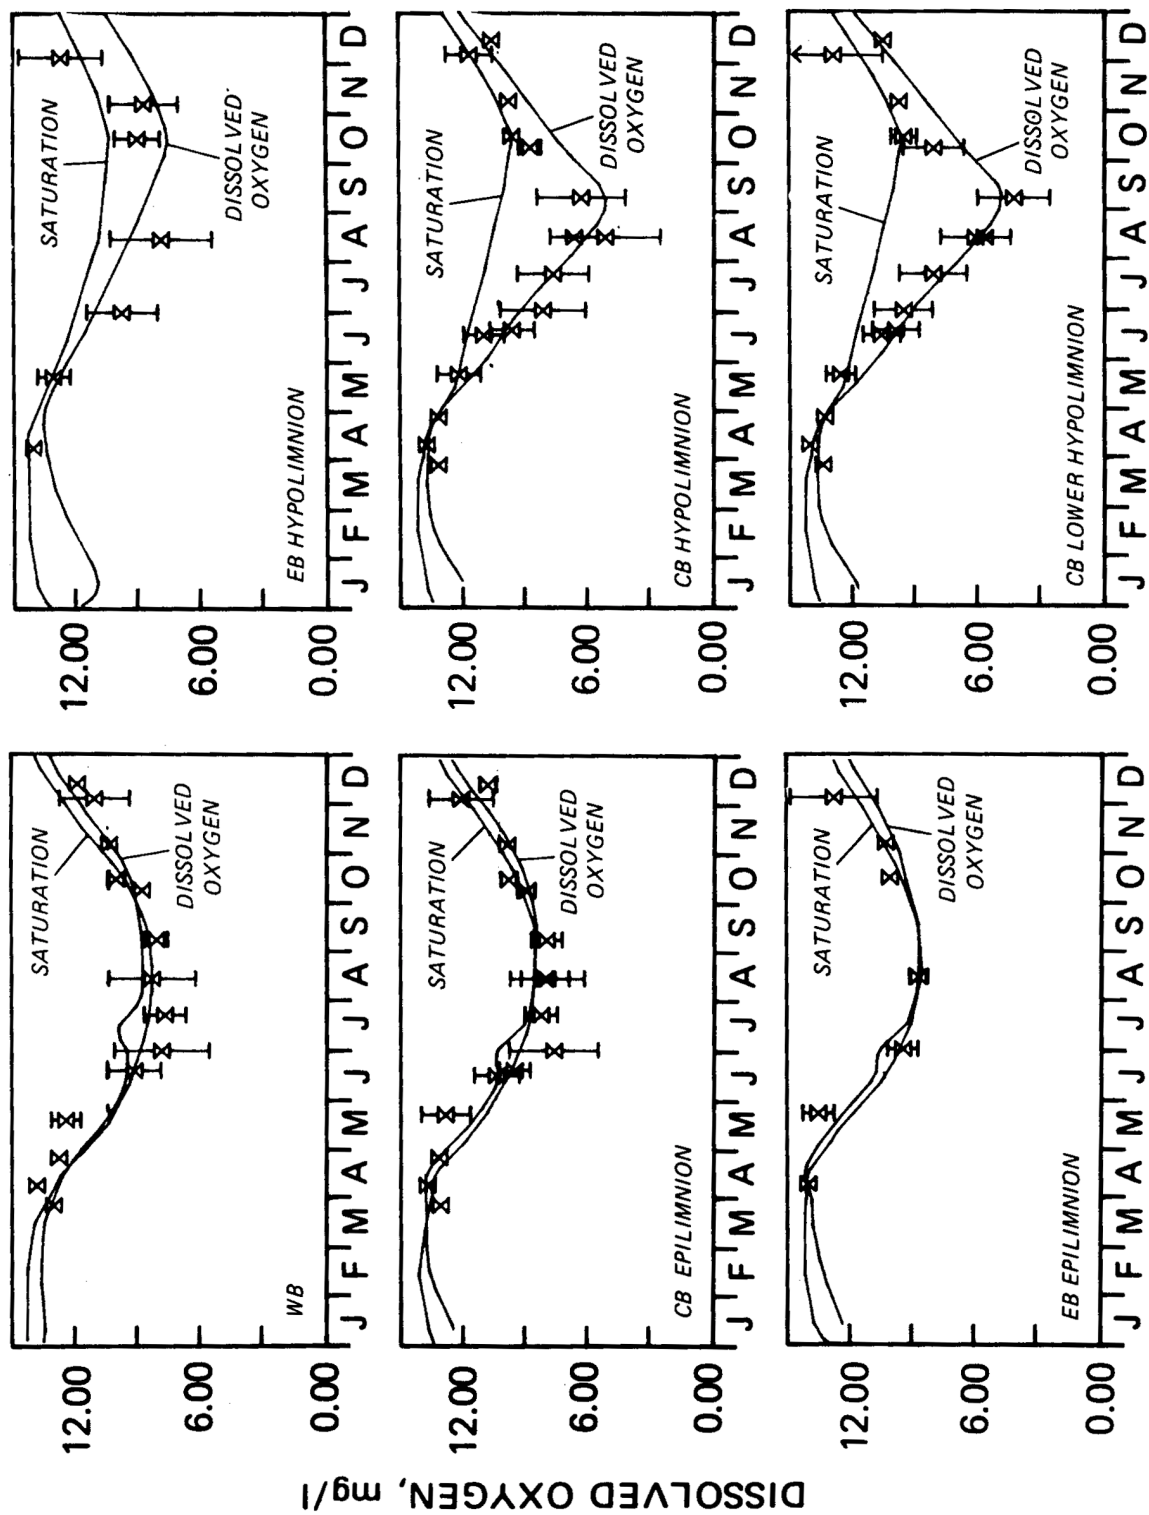 DISSOLVED OXYGEN, mg/l
12.00
6.00
0.00
WB
SATURATION
DISSOLVED
OXYGEN
J F M A M J J A S O N D
12.00
6.00
0.00
EB HYPOLIMNION
SATURATION
DISSOLVED
OXYGEN
J F M A M J J A S O N D
12.00
6.00
0.00
CB EPILIMNION
SATURATION
DISSOLVED
OXYGEN
J F M A M J J A S O N D
12.00
6.00
0.00
CB HYPOLIMNION
SATURATION
DISSOLVED
OXYGEN
J F M A M J J A S O N D
12.00
6.00
0.00
EB EPILIMNION
SATURATION
DISSOLVED
OXYGEN
J F M A M J J A S O N D
12.00
6.00
0.00
CB LOWER HYPOLIMNION
SATURATION
DISSOLVED
OXYGEN
J F M A M J J A S O N D